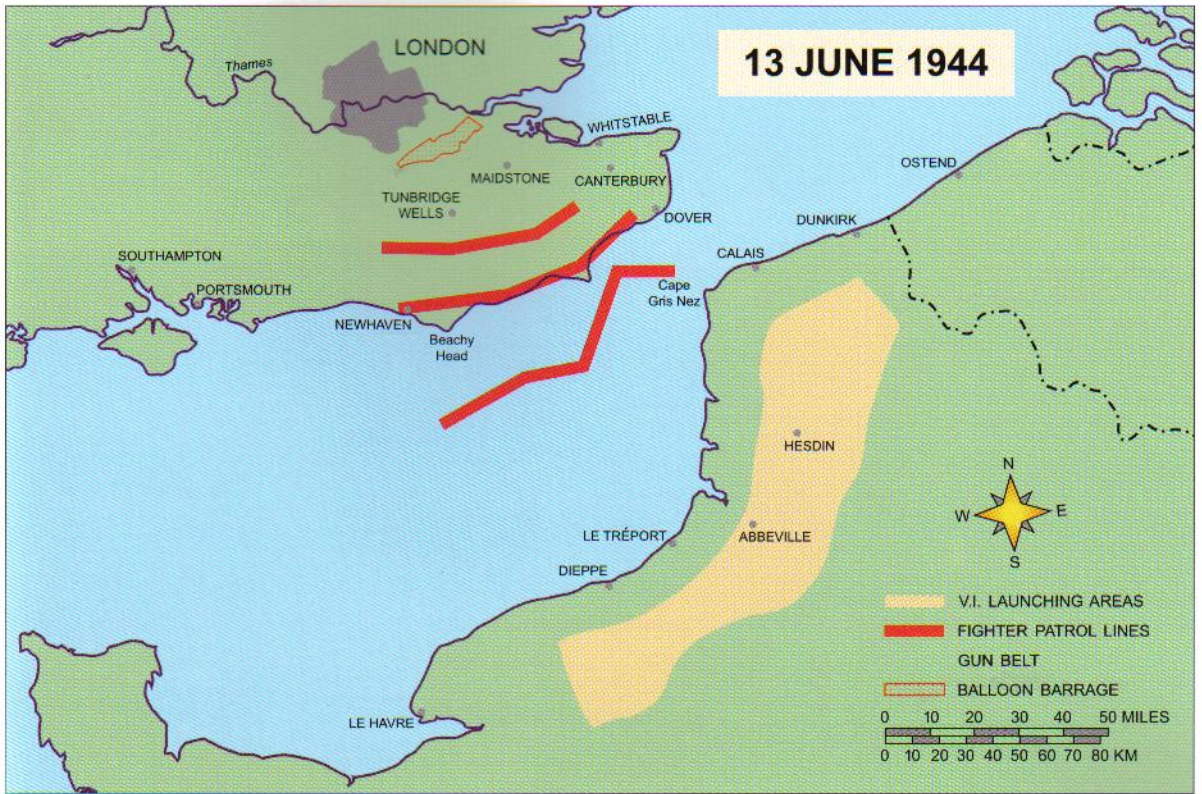 LONDON
13 JUNE 1944
Thames
WHITSTABLE
MAIDSTONE
CANTERBURY
TUNBRIDGE
WELLS
DOVER
OSTEND
DUNKIRK
CALAIS
SOUTHAMPTON
PORTSMOUTH
Cape
Gris Nez
NEWHAVEN
Beachy
Head
HESDIN
ABBEVILLE
LE TRÉPORT
DIEPPE
LE HAVRE
N
W
E
S
V.I. LAUNCHING AREAS
FIGHTER PATROL LINES
GUN BELT
BALLOON BARRAGE
0 10 20 30 40 50 MILES
0 10 20 30 40 50 60 70 80 KM